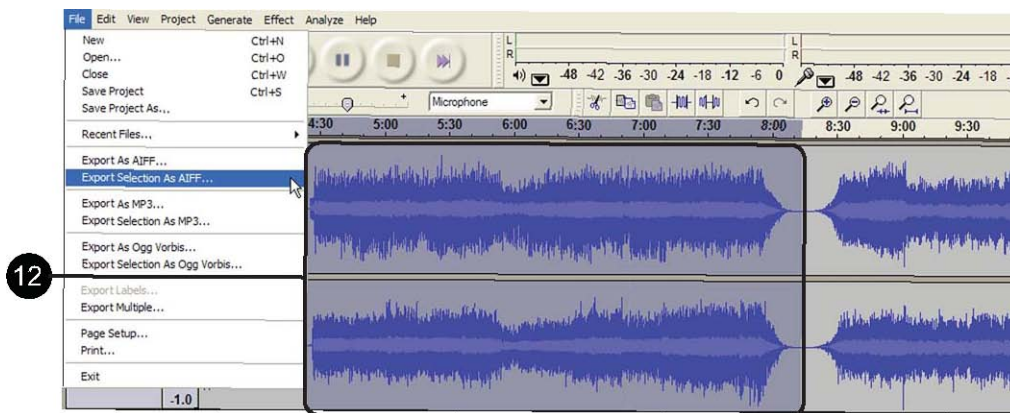 File Edit View Project Generate Effect Analyze Help
New Ctrl+N
Open... Ctrl+O
Close Ctrl+W
Save Project Ctrl+S
Save Project As...
Recent Files...
Export As AIFF...
Export Selection As AIFF...
Export As MP3...
Export Selection As MP3...
Export As Ogg Vorbis...
Export Selection As Ogg Vorbis...
Export Labels...
Export Multiple...
Page Setup...
Print...
Exit
-1.0
12
L
R
-48 -42 -36 -30 -24 -18 -12 -6 0
L
R
-48 -42 -36 -30 -24 -18 -
+
Microphone
4:30 5:00 5:30 6:00 6:30 7:00 7:30 8:00 8:30 9:00 9:30